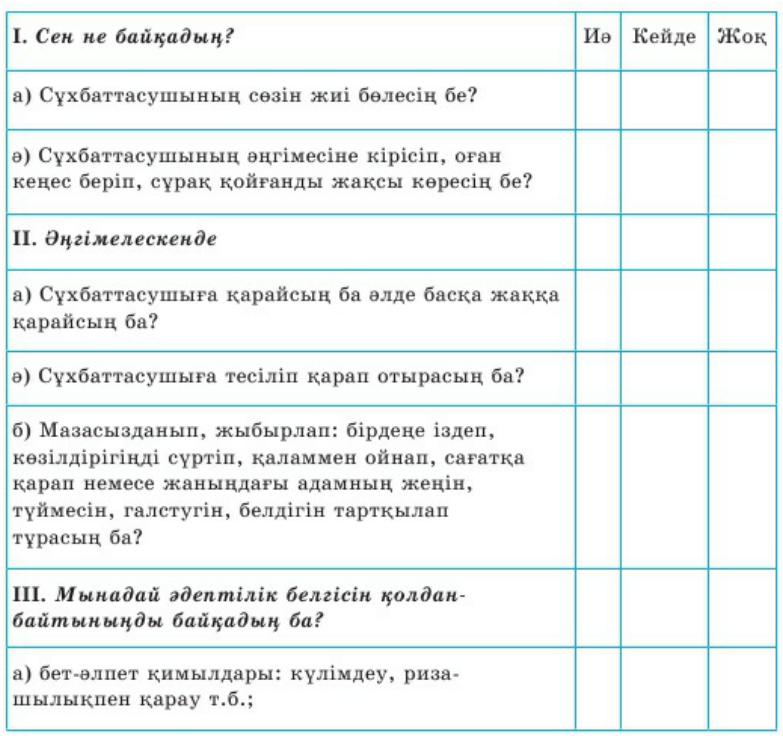 I. Сен не байқадың? Иә Кейде Жоқ
а) Сұхбаттасушының сөзін жиі бөлесің бе?
ә) Сұхбаттасушының әңгімесіне кірісіп, оған
кеңес беріп, сұрақ қойғанды жақсы көресің бе?
II. Әңгімелескенде
а) Сұхбаттасушыға қарайсың ба әлде басқа жаққа
қарайсың ба?
ә) Сұхбаттасушыға тесіліп қарап отырасың ба?
б) Мазасызданып, жыбырлап: бірдеңе іздеп,
көзілдірігіңді сүртіп, қаламмен ойнап, сағатқа
қарап немесе жаныңдағы адамның жеңін,
түймесін, галстугін, белдігін тартқылап
тұрасың ба?
III. Мынадай әдептілік белгісін қолдан-
байтыныңды байқадың ба?
а) бет-әлпет қимылдары: күлімдеу, риза-
шылықпен қарау т.б.;